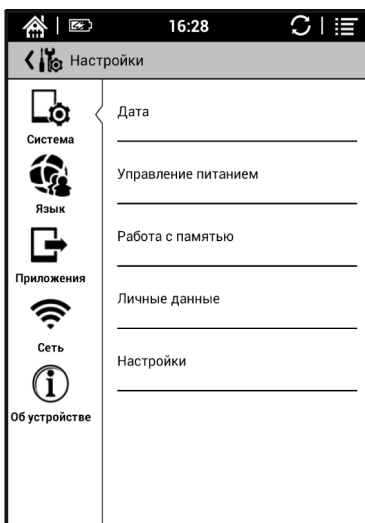 16:28
Настройки
Система
Язык
Приложения
Сеть
Об устройстве
Дата
Управление питанием
Работа с памятью
Личные данные
Настройки